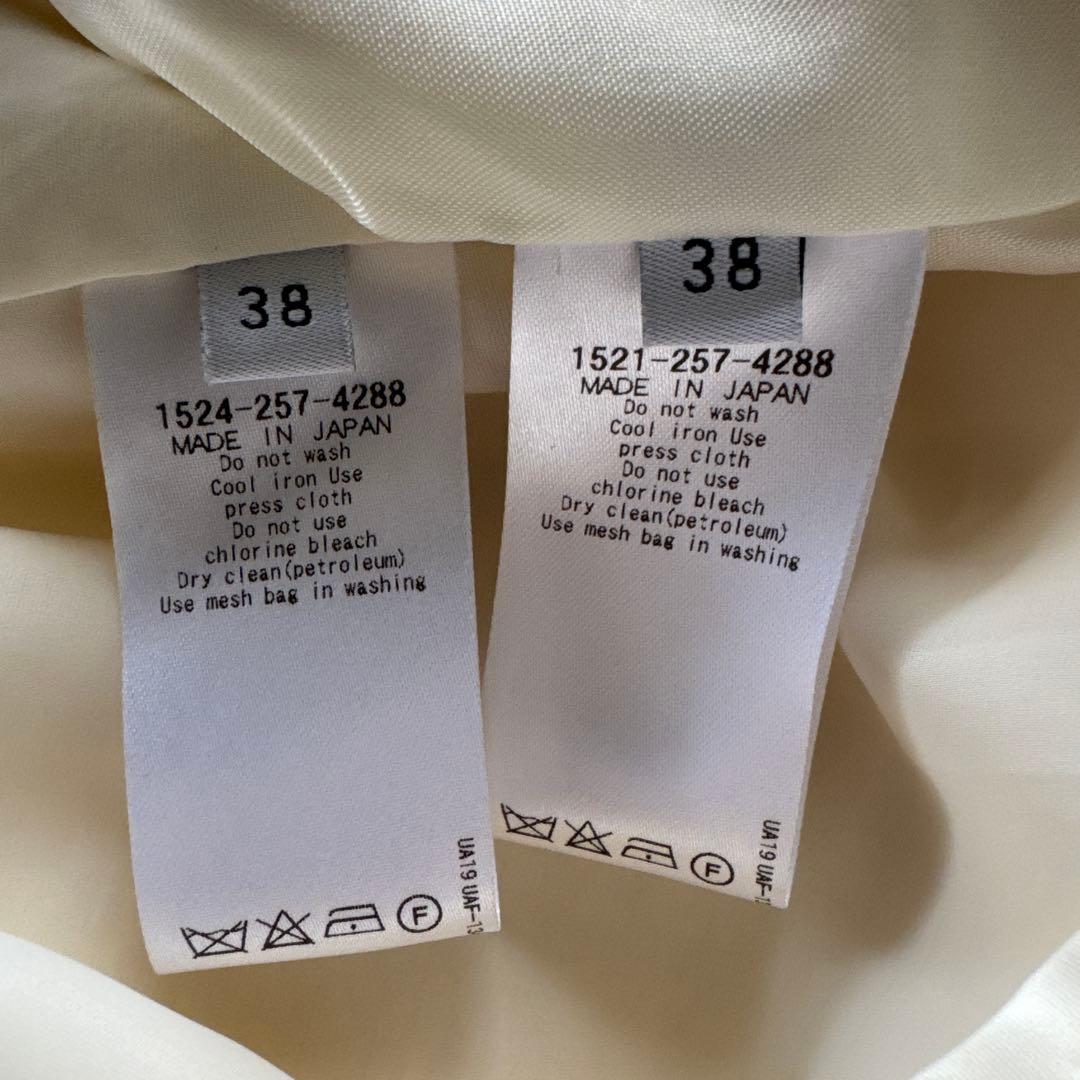 38
1524-257-4288
MADE IN JAPAN
Do not wash
Cool iron Use
press cloth
Do not use
chlorine bleach
Dry clean(petroleum)
Use mesh bag in washing
F
UA19 UAF-13
38
1521-257-4288
MADE IN JAPAN
Do not wash
Cool iron Use
press cloth
Do not use
chlorine bleach
Dry clean(petroleum)
Use mesh bag in washing
F
UA19